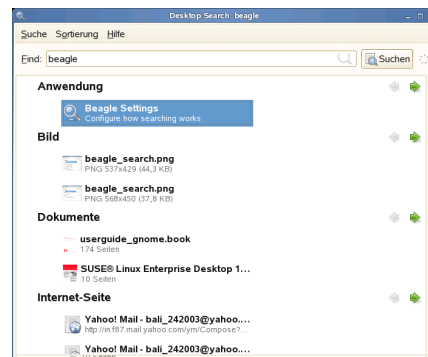 Desktop Search: beagle
Suche Sortierung Hilfe
Find: beagle Suchen
Anwendung
Beagle Settings
Configure how searching works
Bild
beagle_search.png
PNG 537x429 (44,3 KB)
beagle_search.png
PNG 568x450 (37,8 KB)
Dokumente
userguide_gnome.book
174 Seiten
SUSE® Linux Enterprise Desktop 1...
10 Seiten
Internet-Seite
Yahoo! Mail - bali_242003@yahoo....
http://in.f87.mail.yahoo.com/ym/Compose?...
Yahoo! Mail - bali_242003@yahoo....